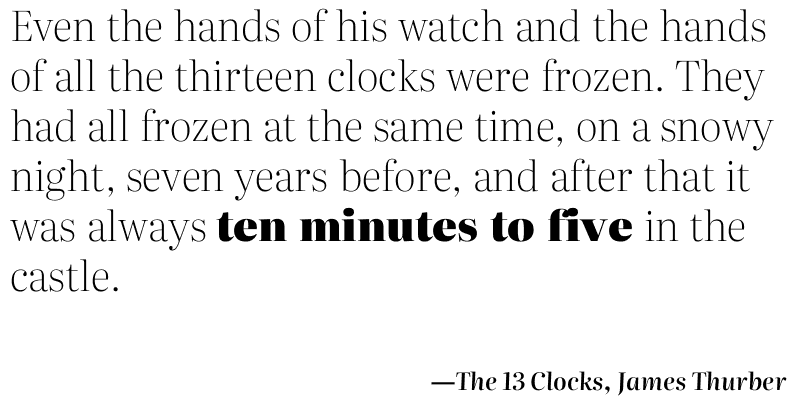 Even the hands of his watch and the hands
of all the thirteen clocks were frozen. They
had all frozen at the same time, on a snowy
night, seven years before, and after that it
was always ten minutes to five in the
castle.
—The 13 Clocks, James Thurber